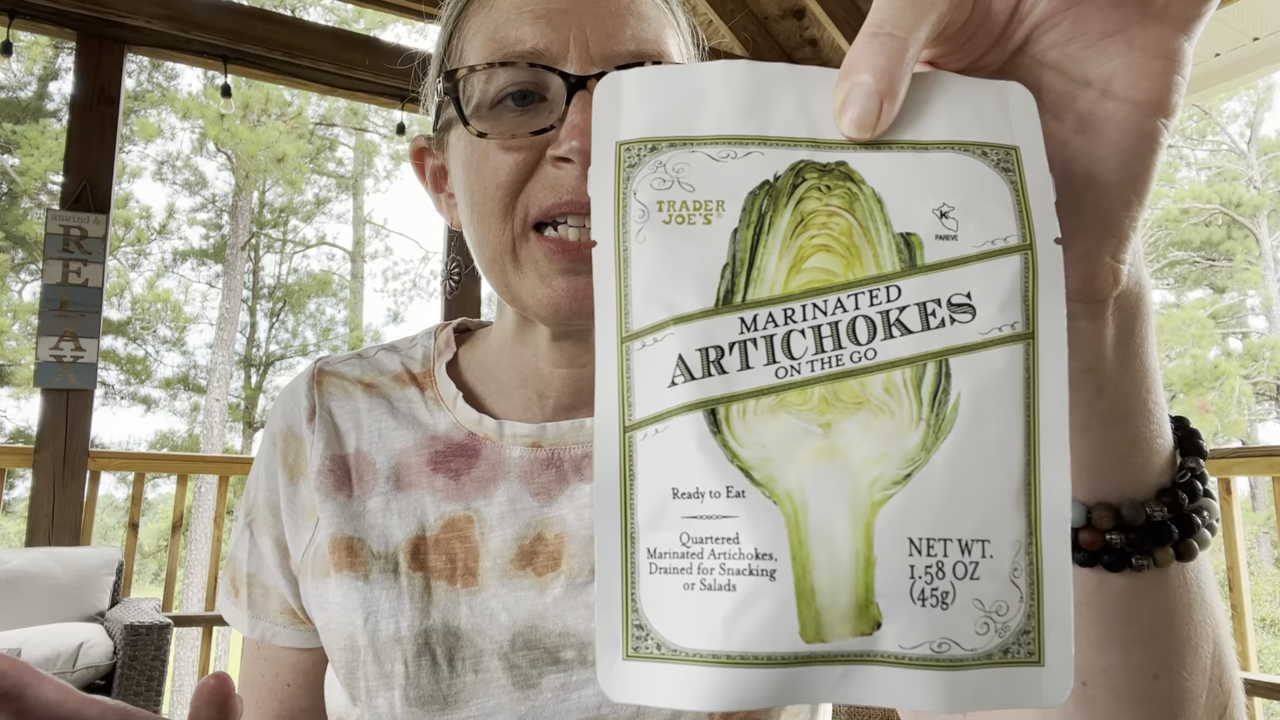 unwind &
RELAX
TRADER
JOE'S®
K
PAREVE
MARINATED
ARTICHOKES
ON THE GO
Ready to Eat
Quartered
Marinated Artichokes,
Drained for Snacking
or Salads
NET WT.
1.58 OZ
(45g)